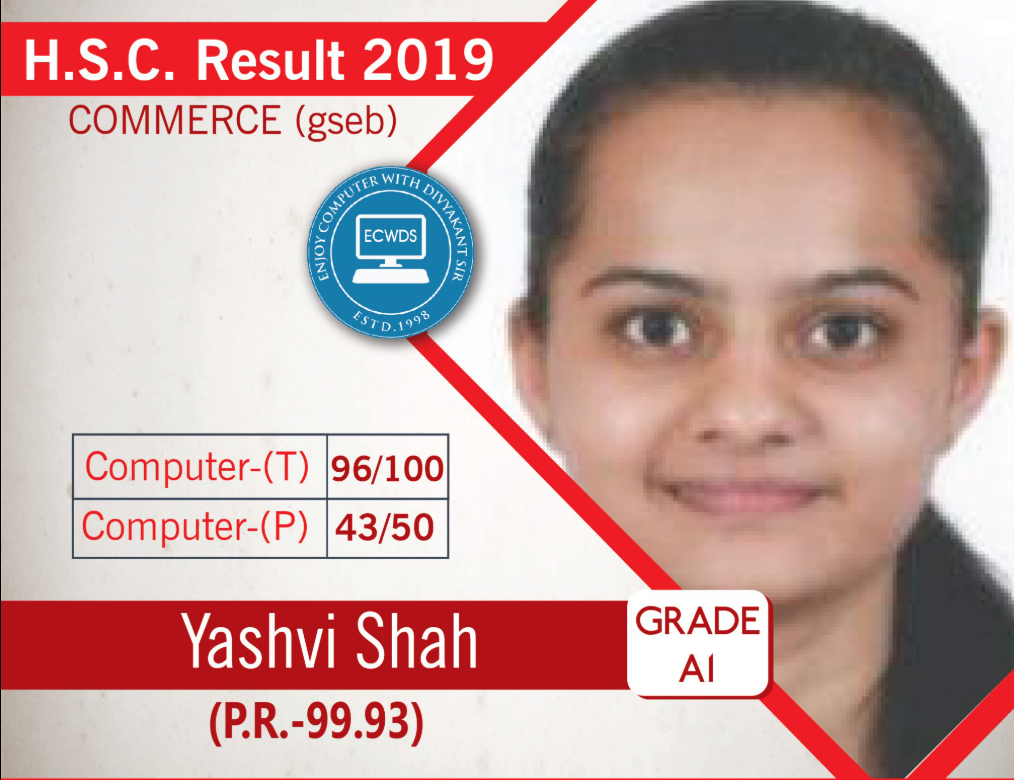 H.S.C. Result 2019
COMMERCE (gseb)
ENJOY COMPUTER WITH DIVYAKANT SIR
ECWDS
ESTD.1998
Computer-(T) 96/100
Computer-(P) 43/50
Yashvi Shah
GRADE
A1
(P.R.-99.93)